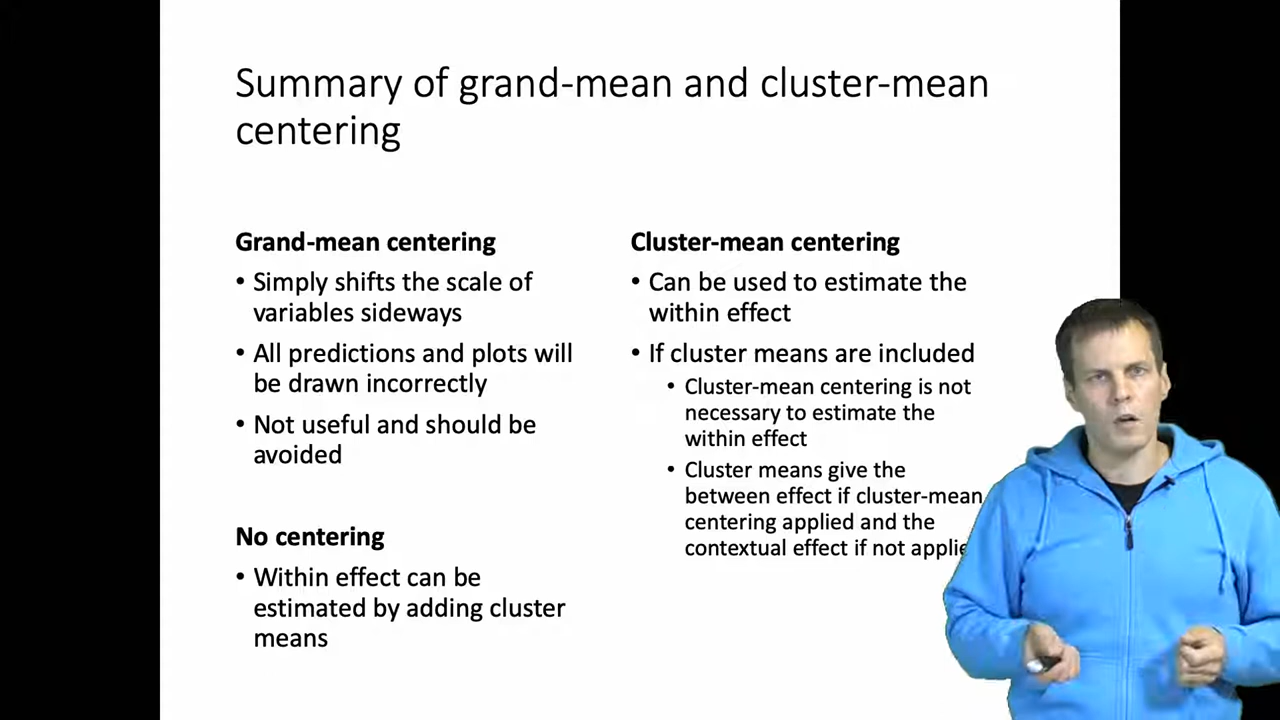 Summary of grand-mean and cluster-mean
centering
Grand-mean centering
• Simply shifts the scale of
variables sideways
• All predictions and plots will
be drawn incorrectly
• Not useful and should be
avoided
No centering
• Within effect can be
estimated by adding cluster
means
Cluster-mean centering
• Can be used to estimate the
within effect
• If cluster means are included
• Cluster-mean centering is not
necessary to estimate the
within effect
• Cluster means give the
between effect if cluster-mean
centering applied and the
contextual effect if not applie